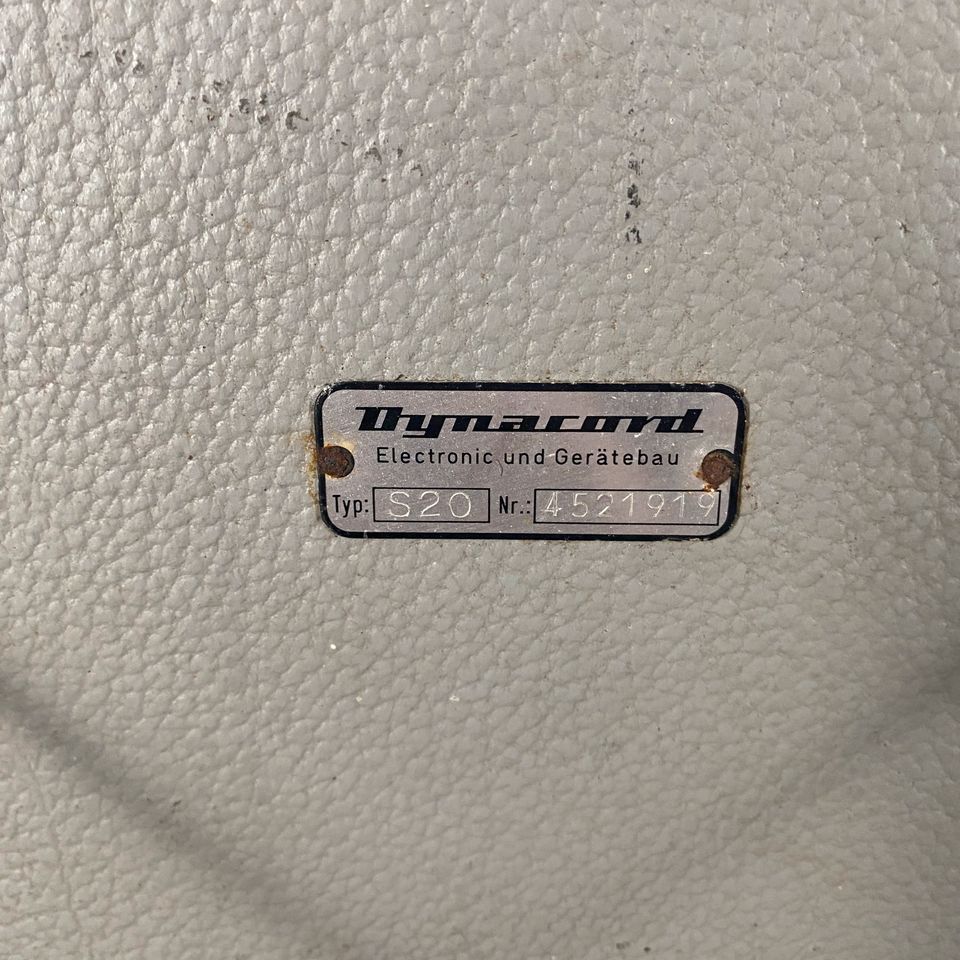 Dynacord
Electronic und Gerätebau
Typ: S20 Nr.: 4521919